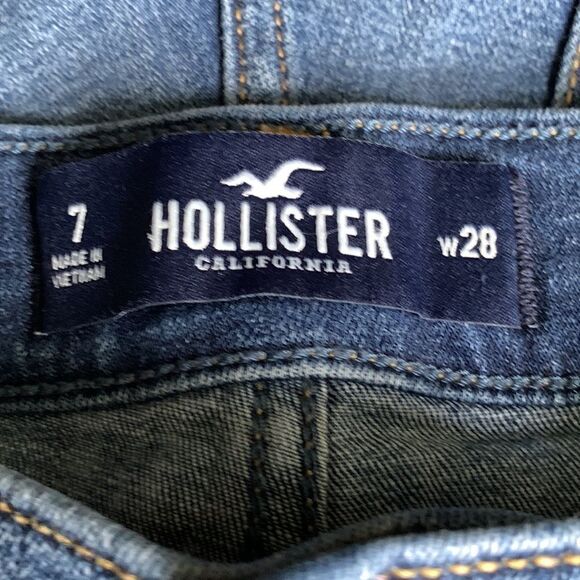 7
MADE IN
VIETNAM
HOLLISTER
CALIFORNIA
W28